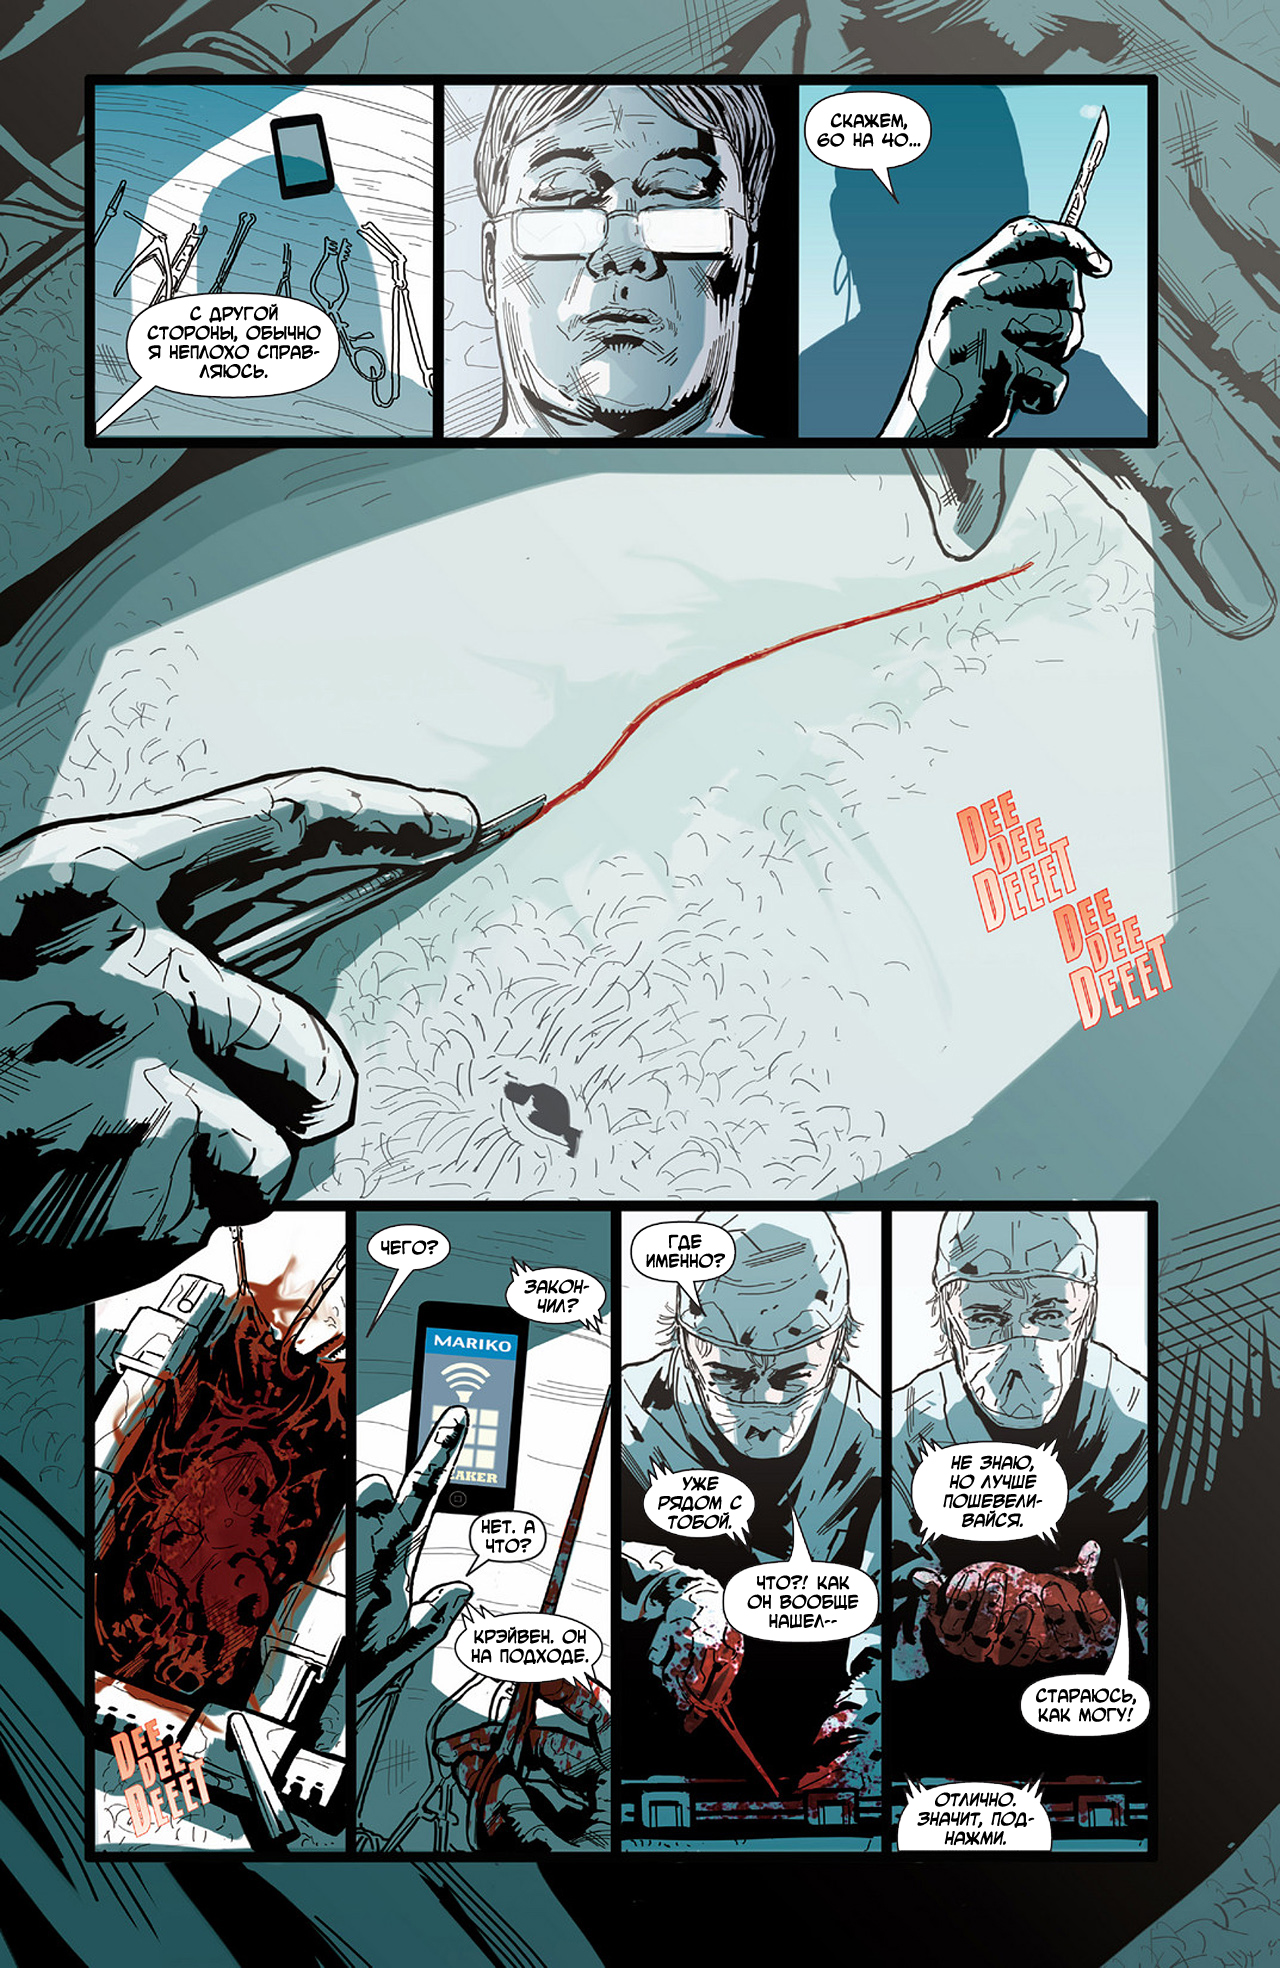 С ДРУГОЙ
СТОРОНЫ, ОБЫЧНО
Я НЕПЛОХО СПРАВ-
ЛЯЮСЬ.
СКАЖЕМ,
60 НА 40...
DEE
DEE
DEEET
DEE
DEE
DEEET
DEE
DEE
DEEET
ЧЕГО?
ЗАКОН-
ЧИЛ?
MARIKO
EAKER
НЕТ. А
ЧТО?
КРЭЙВЕН. ОН
НА ПОДХОДЕ.
ГДЕ
ИМЕННО?
УЖЕ
РЯДОМ С
ТОБОЙ.
ЧТО?! КАК
ОН ВООБЩЕ
НАШЕЛ--
НЕ ЗНАЮ,
НО ЛУЧШЕ
ПОШЕВЕЛИ-
ВАЙСЯ.
СТАРАЮСЬ,
КАК МОГУ!
ОТЛИЧНО.
ЗНАЧИТ, ПОД-
НАЖМИ.